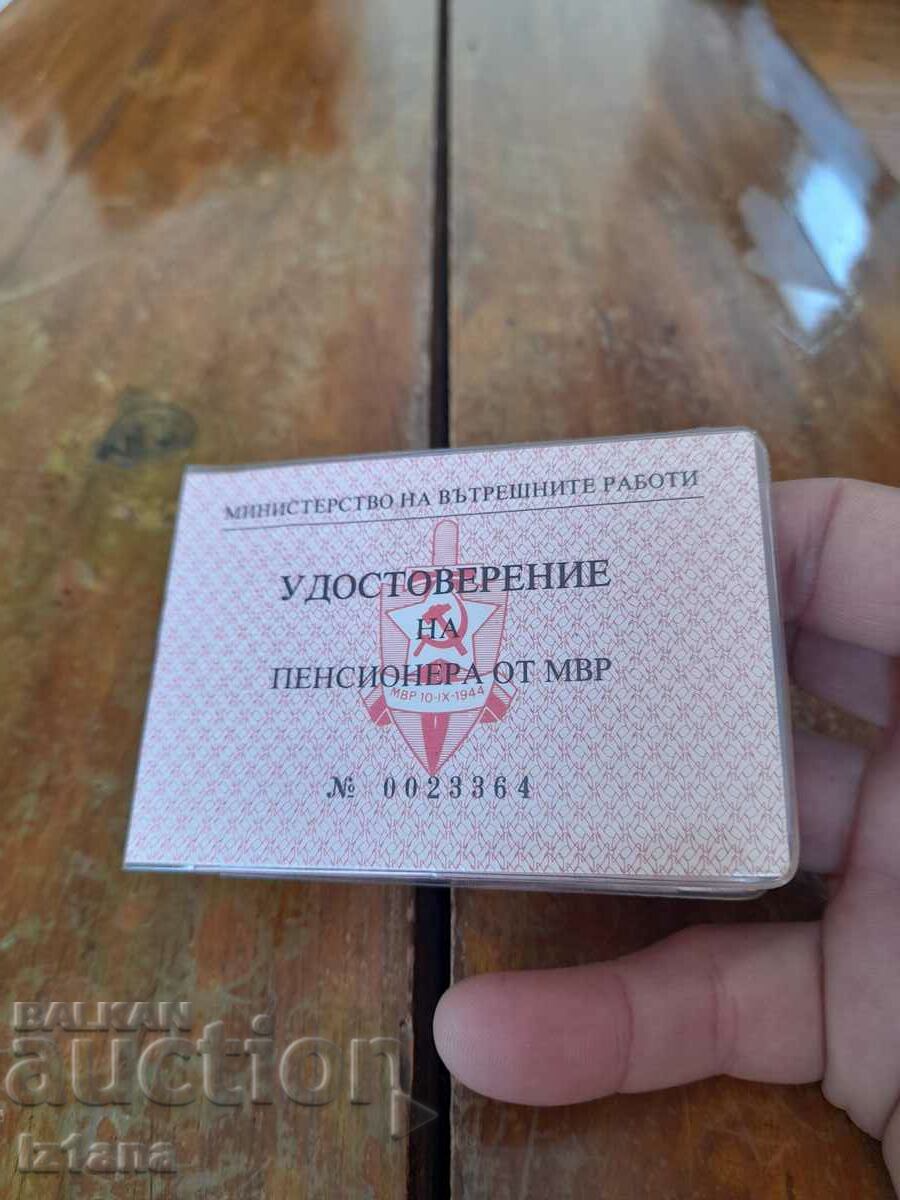 МИНИСТЕРСТВО НА ВЪТРЕШНИТЕ РАБОТИ
УДОСТОВЕРЕНИЕ
НА
ПЕНСИОНЕРА ОТ МВР
МВР 10-IX-1944
№ 0023364
BALKAN
auction
iz1ana